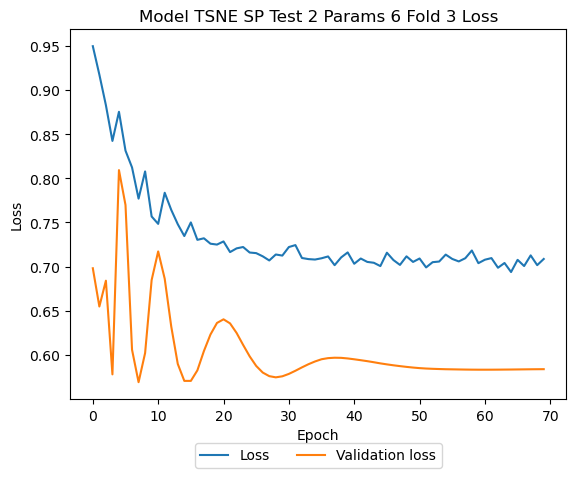 Model TSNE SP Test 2 Params 6 Fold 3 Loss
0.95
0.90
0.85
0.80
0.75
0.70
0.65
0.60
Loss
0 10 20 30 40 50 60 70
Epoch
Loss Validation loss